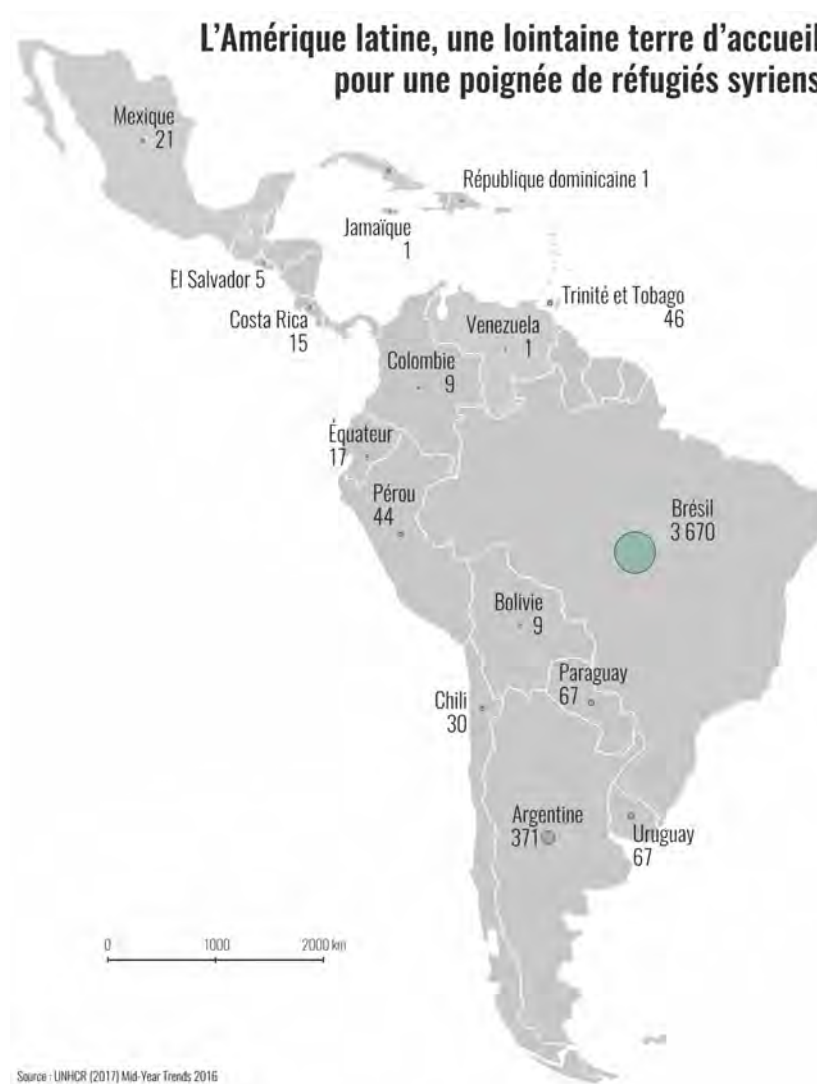 L'Amérique latine, une lointaine terre d'accueil
pour une poignée de réfugiés syriens
Mexique
21
République dominicaine 1
Jamaïque
1
El Salvador 5
Trinité et Tobago
46
Costa Rica
15
Venezuela
1
Colombie
9
Équateur
17
Pérou
44
Brésil
3 670
Bolivie
9
Paraguay
67
Chili
30
Argentine
371
Uruguay
67
0 1000 2000 km
Source : UNHCR (2017) Mid-Year Trends 2016